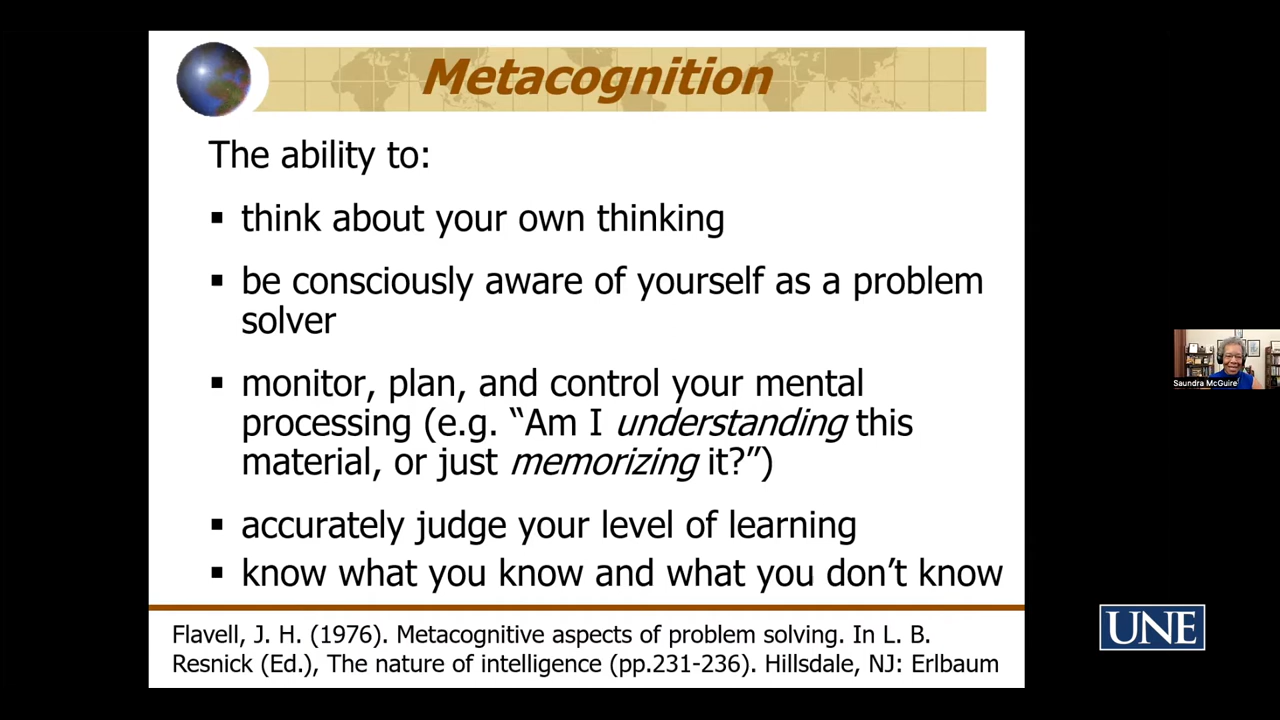 Metacognition
The ability to:
▪ think about your own thinking
▪ be consciously aware of yourself as a problem
solver
▪ monitor, plan, and control your mental
processing (e.g. “Am I understanding this
material, or just memorizing it?”)
▪ accurately judge your level of learning
▪ know what you know and what you don’t know
Flavell, J. H. (1976). Metacognitive aspects of problem solving. In L. B.
Resnick (Ed.), The nature of intelligence (pp.231-236). Hillsdale, NJ: Erlbaum
Saundra McGuire
UNE